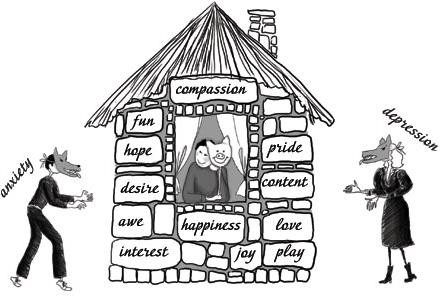 compassion
fun
hope
pride
desire
content
awe
happiness
love
interest
joy
play
anxiety
depression